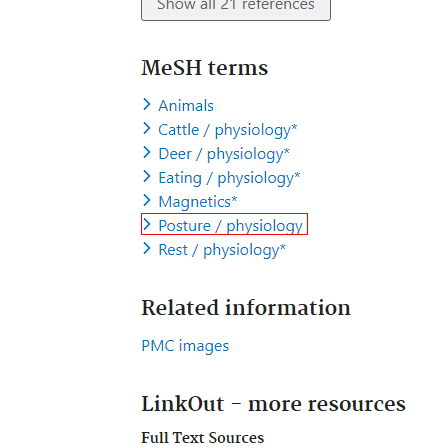 Show all 21 references
MeSH terms
Animals
Cattle / physiology*
Deer / physiology*
Eating / physiology*
Magnetics*
Posture / physiology
Rest / physiology*
Related information
PMC images
LinkOut - more resources
Full Text Sources